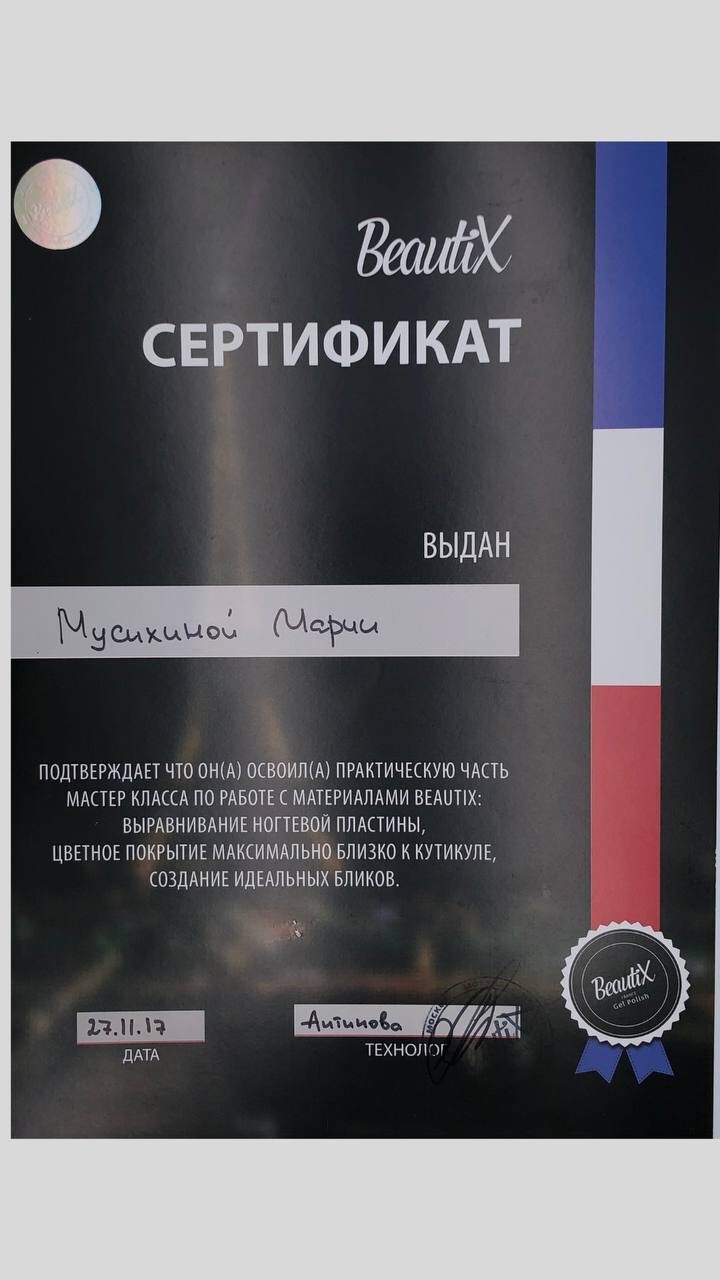 BeautiX
СЕРТИФИКАТ
ВЫДАН
Мусихиной Марии
ПОДТВЕРЖДАЕТ ЧТО ОН(А) ОСВОИЛ(А) ПРАКТИЧЕСКУЮ ЧАСТЬ
МАСТЕР КЛАССА ПО РАБОТЕ С МАТЕРИАЛАМИ BEAUTIX:
ВЫРАВНИВАНИЕ НОГТЕВОЙ ПЛАСТИНЫ,
ЦВЕТНОЕ ПОКРЫТИЕ МАКСИМАЛЬНО БЛИЗКО К КУТИКУЛЕ,
СОЗДАНИЕ ИДЕАЛЬНЫХ БЛИКОВ.
27.11.17
ДАТА
Антипова
ТЕХНОЛОГ
BeautiX
FRANCE
Gel Polish